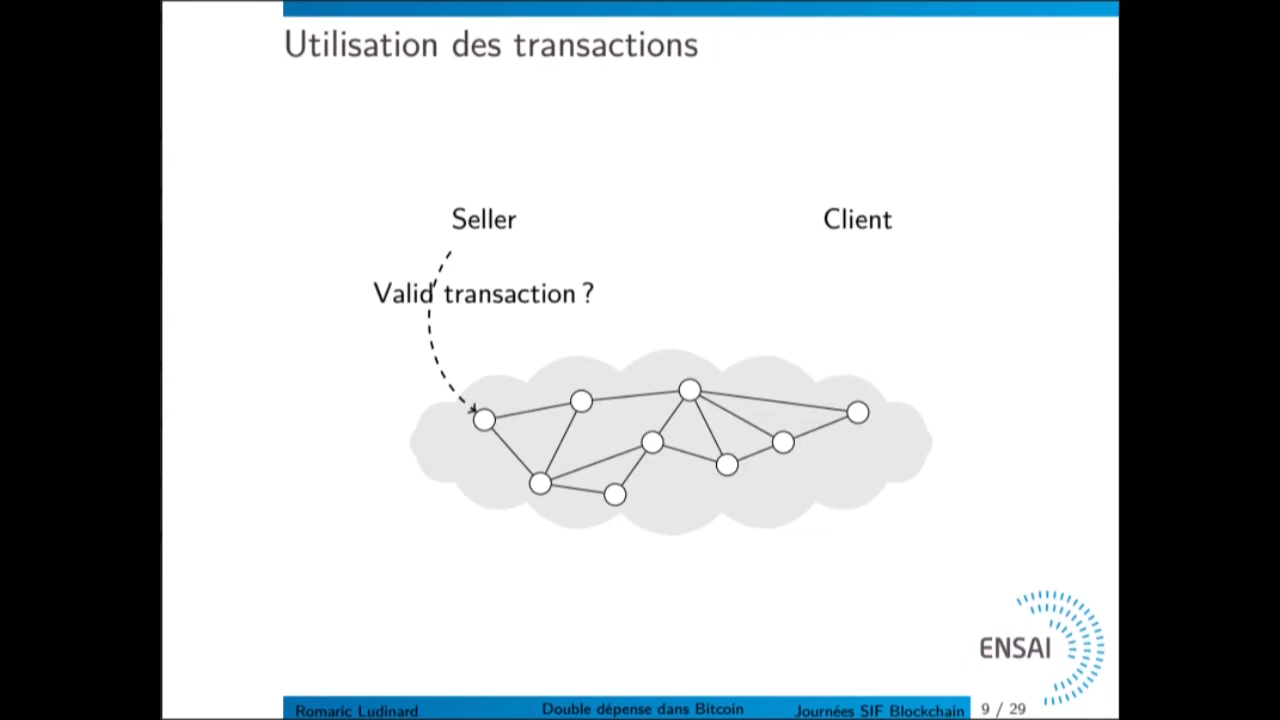 Utilisation des transactions
Seller
Client
Valid transaction ?
ENSAI
Romaric Ludinard
Double dépense dans Bitcoin
Journées SIF Blockchain
9 / 29